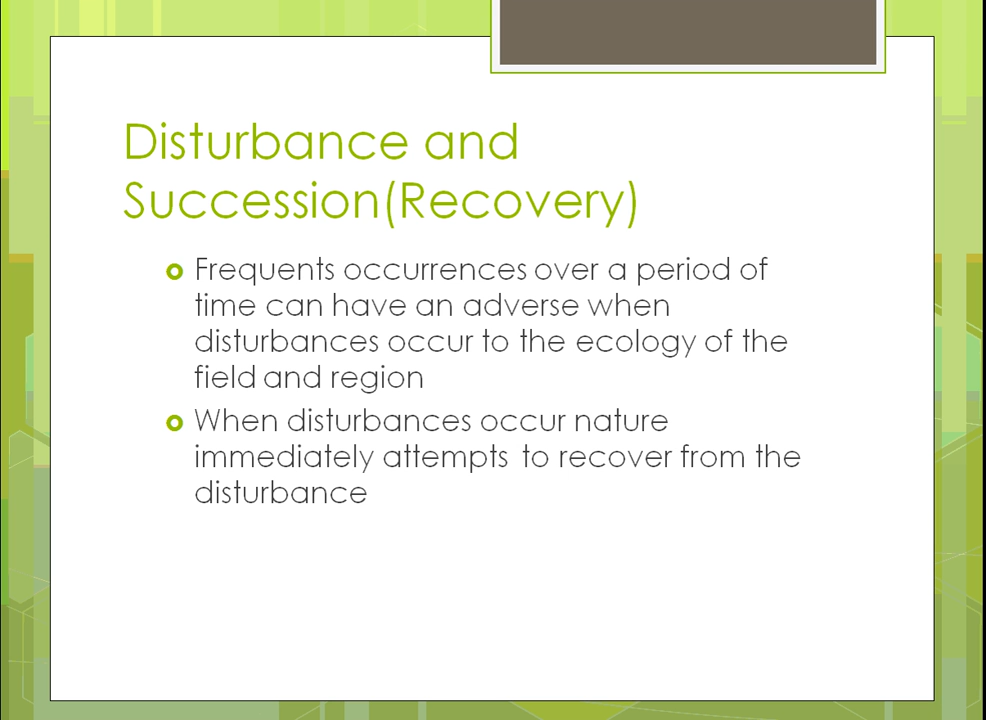 Disturbance and
Succession(Recovery)
Frequents occurrences over a period of
time can have an adverse when
disturbances occur to the ecology of the
field and region
When disturbances occur nature
immediately attempts to recover from the
disturbance